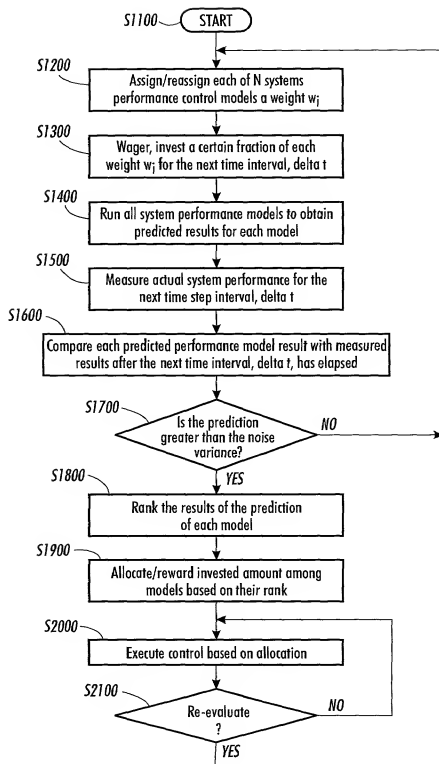 S1100
START
S1200
Assign/reassign each of N systems
performance control models a weight wj
S1300
Wager, invest a certain fraction of each
weight wj for the next time interval, delta t
S1400
Run all system performance models to obtain
predicted results for each model
S1500
Measure actual system performance for the
next time step interval, delta t
S1600
Compare each predicted performance model result with measured
results after the next time interval, delta t, has elapsed
S1700
Is the prediction
greater than the noise
variance?
NO
YES
S1800
Rank the results of the prediction
of each model
S1900
Allocate/reward invested amount among
models based on their rank
S2000
Execute control based on allocation
S2100
Re-evaluate
?
NO
YES